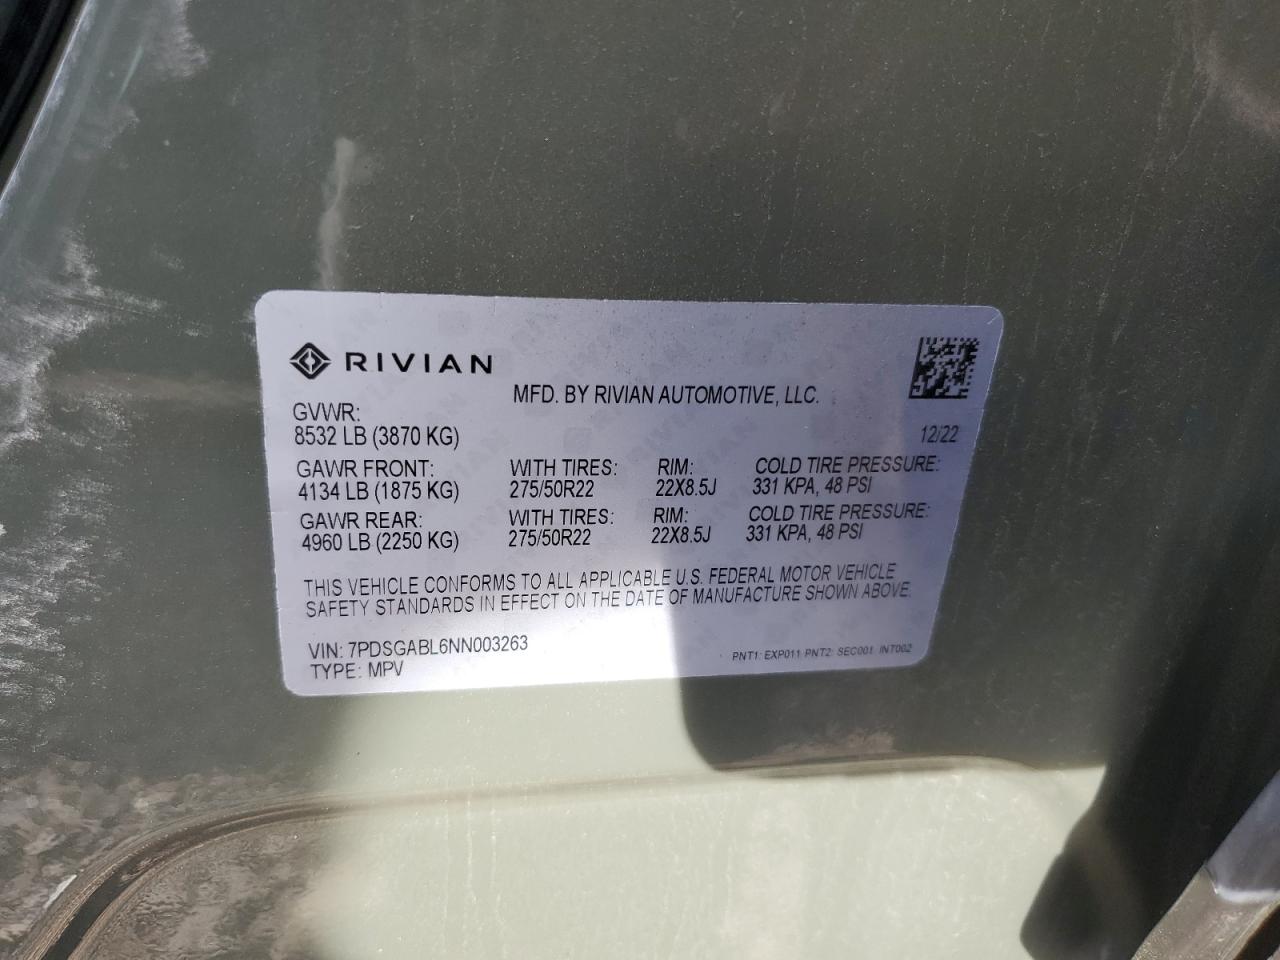 RIVIAN
MFD. BY RIVIAN AUTOMOTIVE, LLC.
GVWR:
8532 LB (3870 KG)
12/22
GAWR FRONT: WITH TIRES: RIM: COLD TIRE PRESSURE:
4134 LB (1875 KG) 275/50R22 22X8.5J 331 KPA, 48 PSI
GAWR REAR: WITH TIRES: RIM: COLD TIRE PRESSURE:
4960 LB (2250 KG) 275/50R22 22X8.5J 331 KPA, 48 PSI
THIS VEHICLE CONFORMS TO ALL APPLICABLE U.S. FEDERAL MOTOR VEHICLE
SAFETY STANDARDS IN EFFECT ON THE DATE OF MANUFACTURE SHOWN ABOVE.
VIN: 7PDSGABL6NN003263
TYPE: MPV
PNT1: EXP011 PNT2: SEC001 INT002